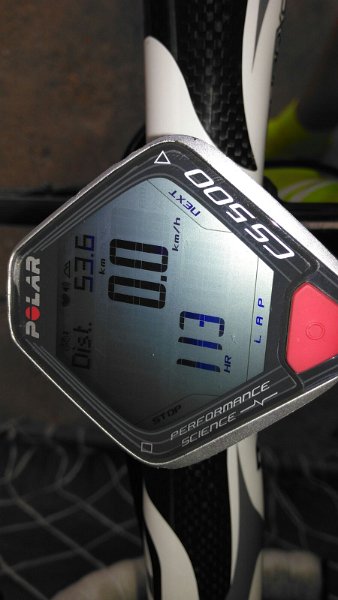 CS500
NEXT
Dist. 53.6
km
0.0
km/h
113
HR
LAP
STOP
POLAR
PERFORMANCE
SCIENCE